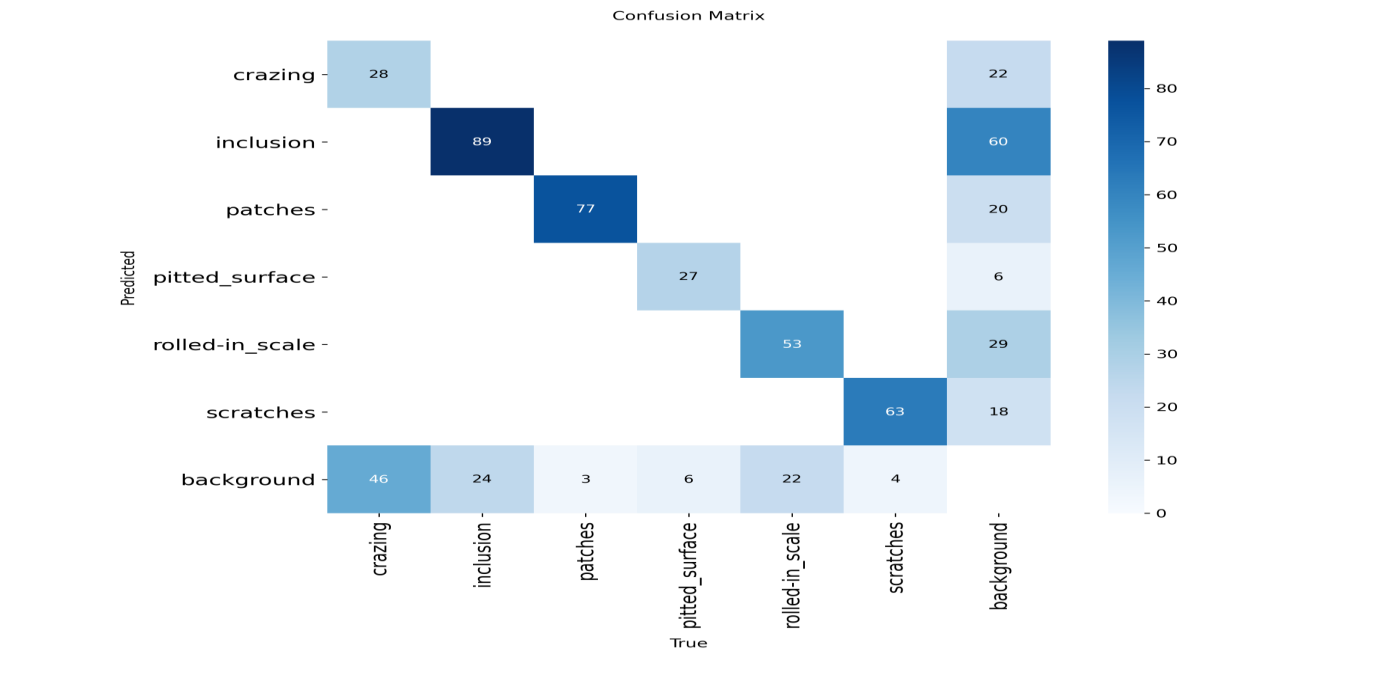 Confusion Matrix
crazing
28
22
80
inclusion
89
60
70
60
patches
77
20
50
Predicted
pitted_surface
27
6
40
rolled-in_scale
53
29
30
scratches
63
18
20
background
46
24
3
6
22
4
10
0
crazing
inclusion
patches
pitted_surface
rolled-in_scale
scratches
background
True